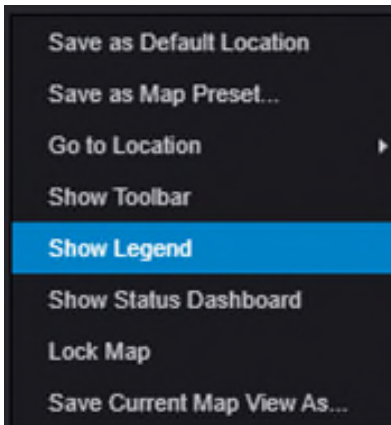 Save as Default Location
Save as Map Preset...
Go to Location
Show Toolbar
Show Legend
Show Status Dashboard
Lock Map
Save Current Map View As...